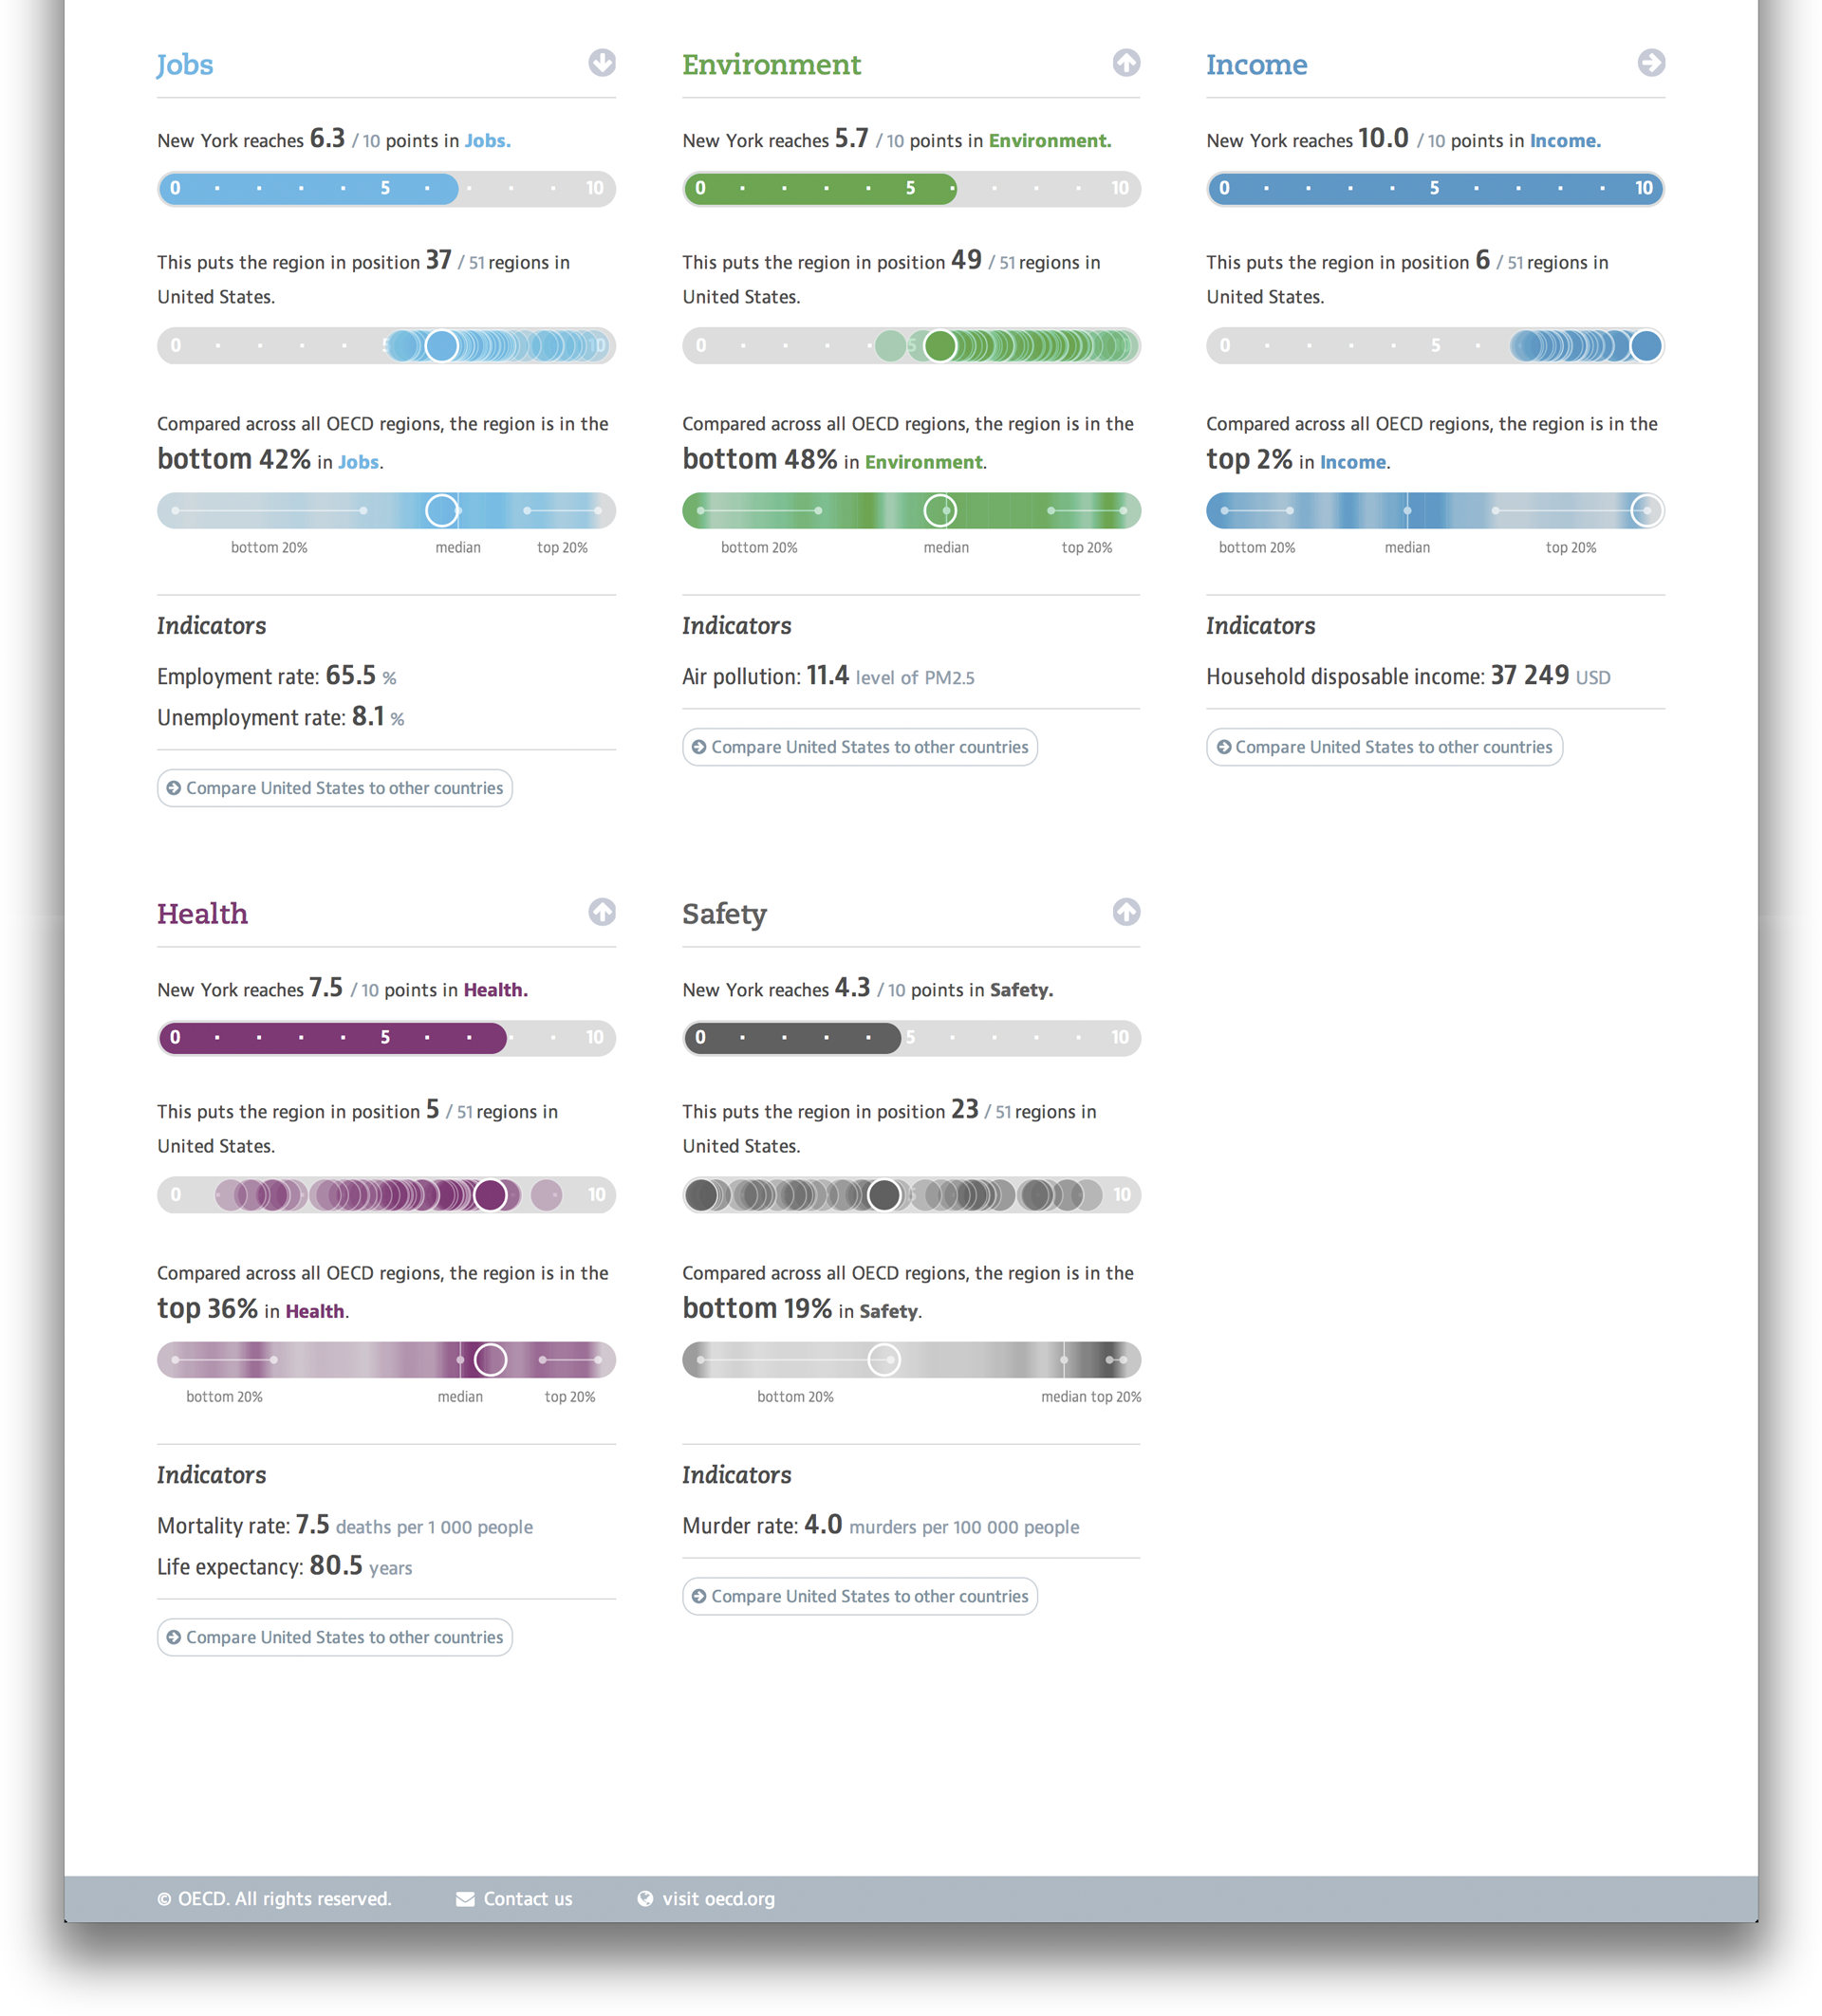 Jobs
New York reaches 6.3 / 10 points in Jobs.
0 5 10
This puts the region in position 37 / 51 regions in
United States.
0 5 10
Compared across all OECD regions, the region is in the
bottom 42% in Jobs.
bottom 20% median top 20%
Indicators
Employment rate: 65.5 %
Unemployment rate: 8.1 %
Compare United States to other countries
Environment
New York reaches 5.7 / 10 points in Environment.
0 5 10
This puts the region in position 49 / 51 regions in
United States.
0 5
Compared across all OECD regions, the region is in the
bottom 48% in Environment.
bottom 20% median top 20%
Indicators
Air pollution: 11.4 level of PM2.5
Compare United States to other countries
Income
New York reaches 10.0 / 10 points in Income.
0 5 10
This puts the region in position 6 / 51 regions in
United States.
0 5
Compared across all OECD regions, the region is in the
top 2% in Income.
bottom 20% median top 20%
Indicators
Household disposable income: 37 249 USD
Compare United States to other countries
Health
New York reaches 7.5 / 10 points in Health.
0 5 10
This puts the region in position 5 / 51 regions in
United States.
0 10
Compared across all OECD regions, the region is in the
top 36% in Health.
bottom 20% median top 20%
Indicators
Mortality rate: 7.5 deaths per 1 000 people
Life expectancy: 80.5 years
Compare United States to other countries
Safety
New York reaches 4.3 / 10 points in Safety.
0 5 10
This puts the region in position 23 / 51 regions in
United States.
10
Compared across all OECD regions, the region is in the
bottom 19% in Safety.
bottom 20% median top 20%
Indicators
Murder rate: 4.0 murders per 100 000 people
Compare United States to other countries
© OECD. All rights reserved. Contact us visit oecd.org